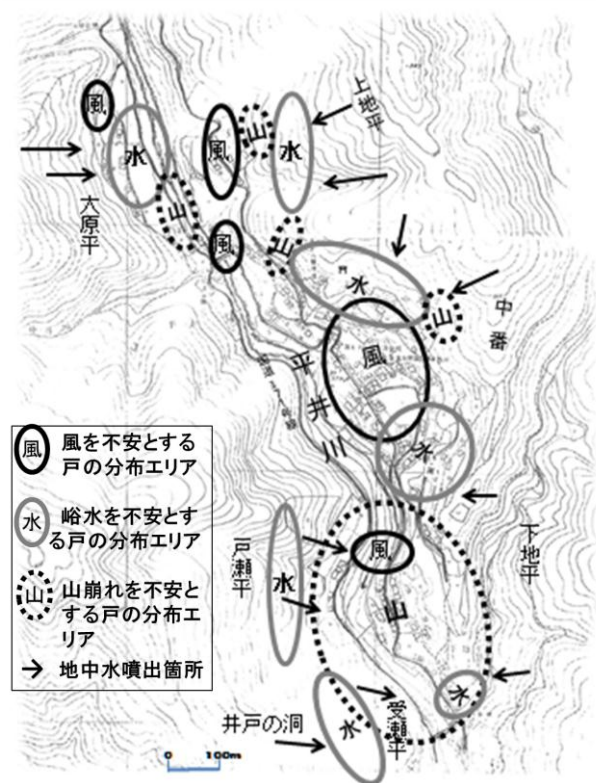 上地平
風
風
山
水
水
大原平
山
風
山
水
山
中番
風
平井川
水
風
風を不安とする
戸の分布エリア
水
峪水を不安とす
る戸の分布エリア
山
山崩れを不安と
する戸の分布エ
リア
地中水噴出箇所
戸瀬平
水
風
山
下地平
水
井戸の洞
水
受瀬平
0 100m